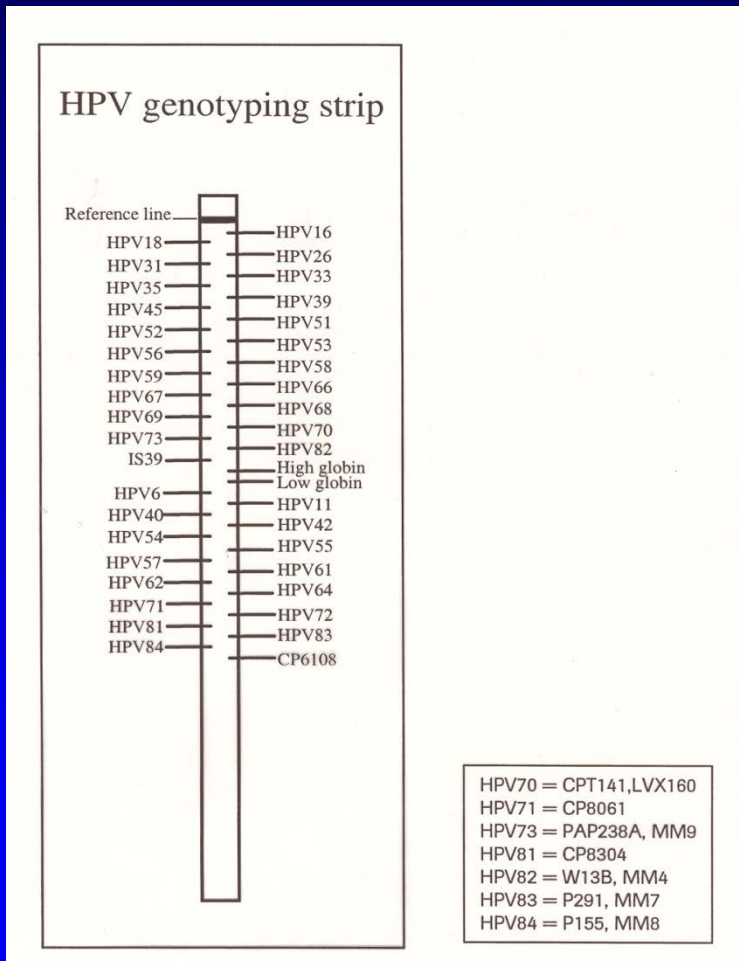 HPV genotyping strip
Reference line
HPV18
HPV31
HPV35
HPV45
HPV52
HPV56
HPV59
HPV67
HPV69
HPV73
IS39
HPV6
HPV40
HPV54
HPV57
HPV62
HPV71
HPV81
HPV84
HPV16
HPV26
HPV33
HPV39
HPV51
HPV53
HPV58
HPV66
HPV68
HPV70
HPV82
High globin
Low globin
HPV11
HPV42
HPV55
HPV61
HPV64
HPV72
HPV83
CP6108
HPV70 = CPT141,LVX160
HPV71 = CP8061
HPV73 = PAP238A, MM9
HPV81 = CP8304
HPV82 = W13B, MM4
HPV83 = P291, MM7
HPV84 = P155, MM8